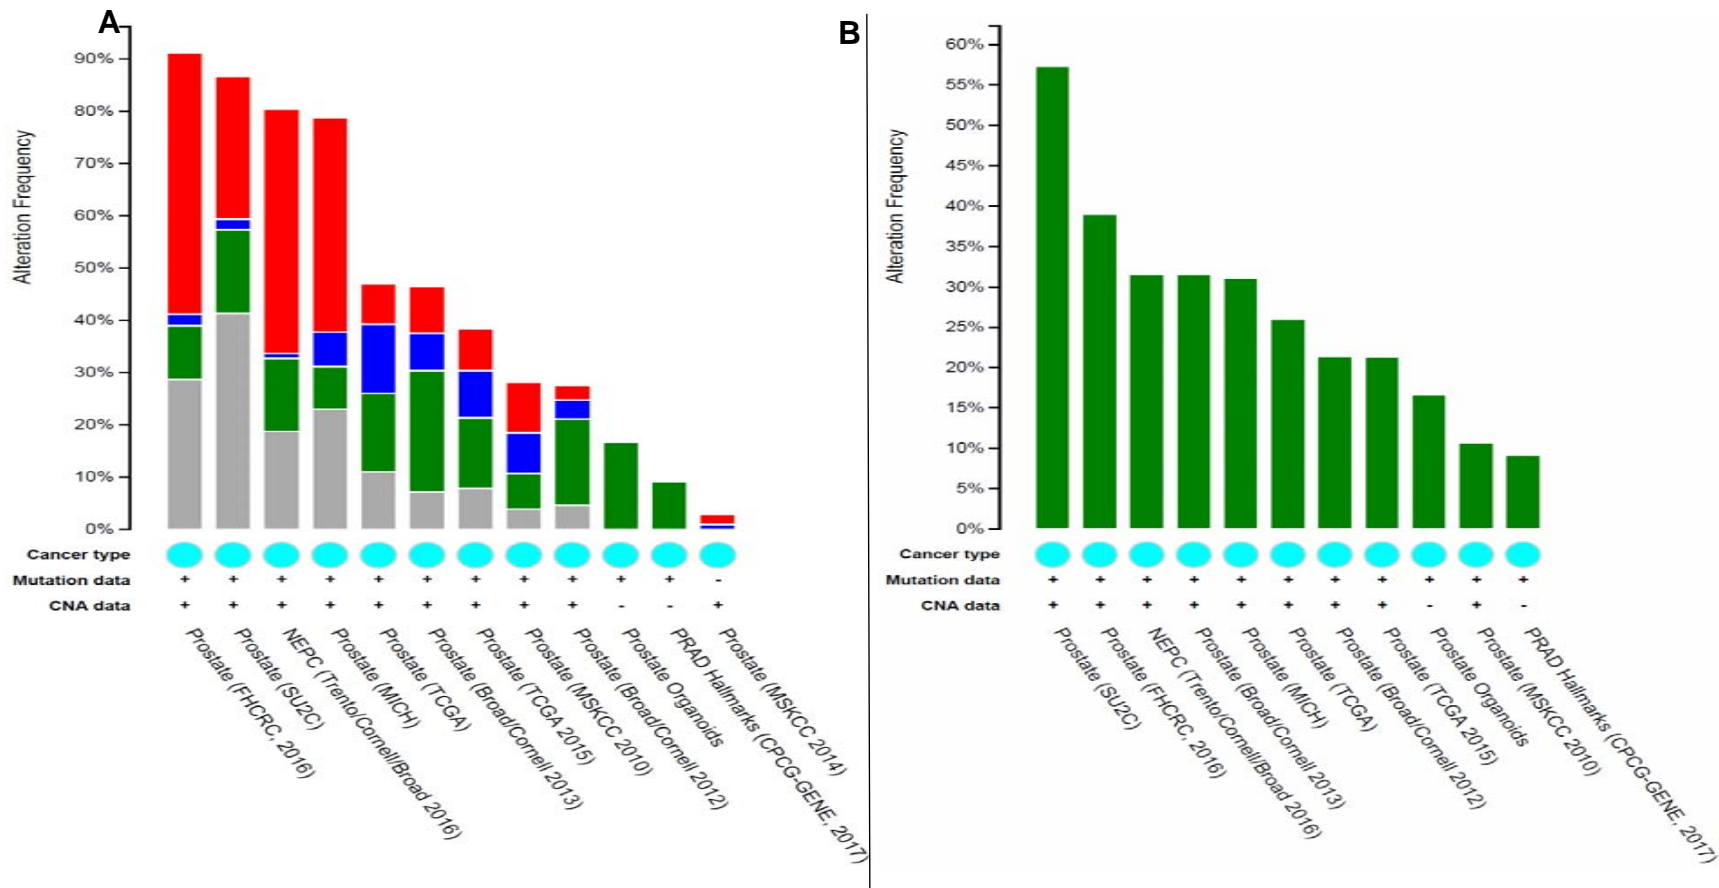 A
Alteration Frequency
90%
80%
70%
60%
50%
40%
30%
20%
10%
0%
Cancer type
Mutation data + + + + + + + + + + + -
CNA data + + + + + + + + + - - +
Prostate (FHCRC, 2016)
Prostate (SU2C)
NEPC (Trento/Cornell/Broad 2016)
Prostate (MICH)
Prostate (TCGA)
Prostate (Broad/Cornell 2013)
Prostate (TCGA 2015)
Prostate (MSKCC 2010)
Prostate (Broad/Cornell 2012)
Prostate Organoids
PRAD Hallmarks (CPCG-GENE, 2017)
Prostate (MSKCC 2014)
B
Alteration Frequency
60%
55%
50%
45%
40%
35%
30%
25%
20%
15%
10%
5%
0%
Cancer type
Mutation data + + + + + + + + + + +
CNA data + + + + + + + + - + -
Prostate (SU2C)
Prostate (FHCRC, 2016)
NEPC (Trento/Cornell/Broad 2016)
Prostate (Broad/Cornell 2013)
Prostate (MICH)
Prostate (TCGA)
Prostate (Broad/Cornell 2012)
Prostate (TCGA 2015)
Prostate Organoids
Prostate (MSKCC 2010)
PRAD Hallmarks (CPCG-GENE, 2017)